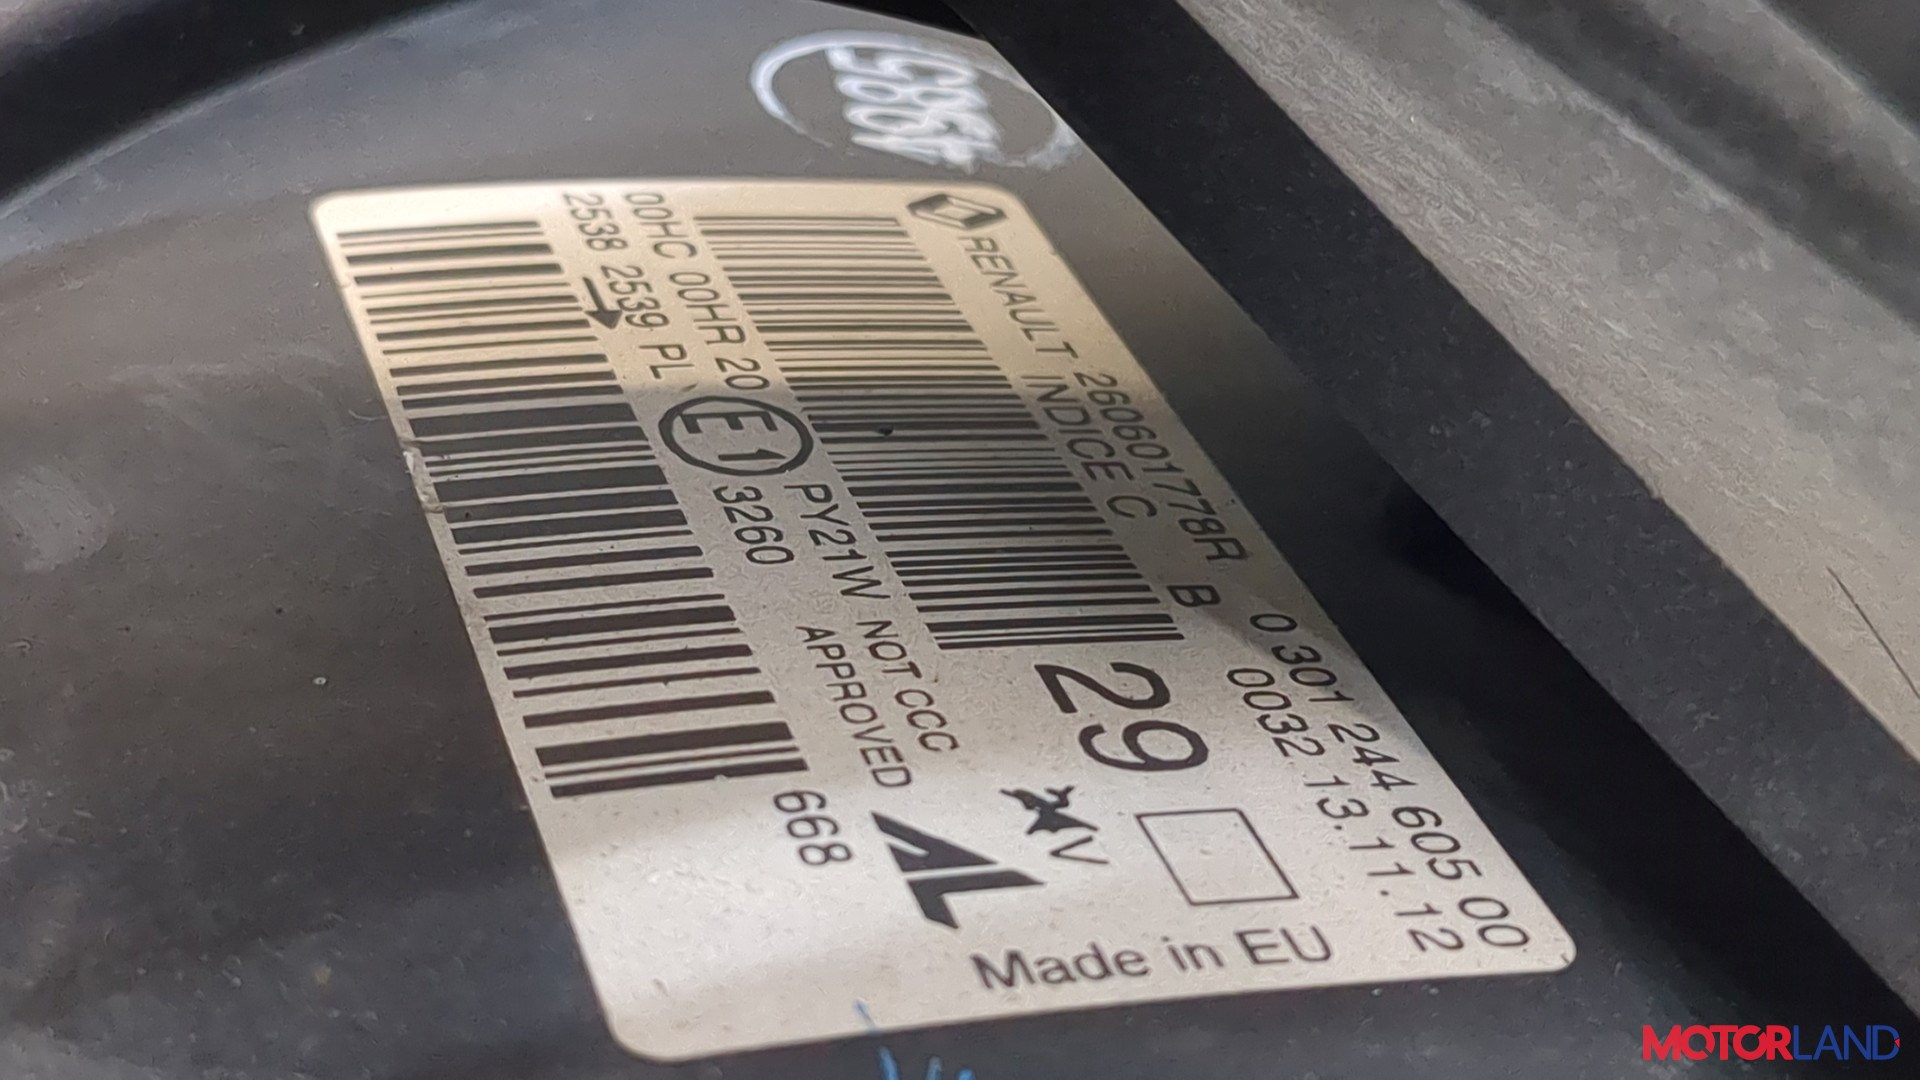 RENAULT 260601778R B 0 301 244 605 00
INDICE C 0032 13.11.12
29
V
PY21W NOT CCC
APPROVED
00HC 00HR 20 E1 3260
2538 2539 PL
668
AL
Made in EU
MOTORLAND